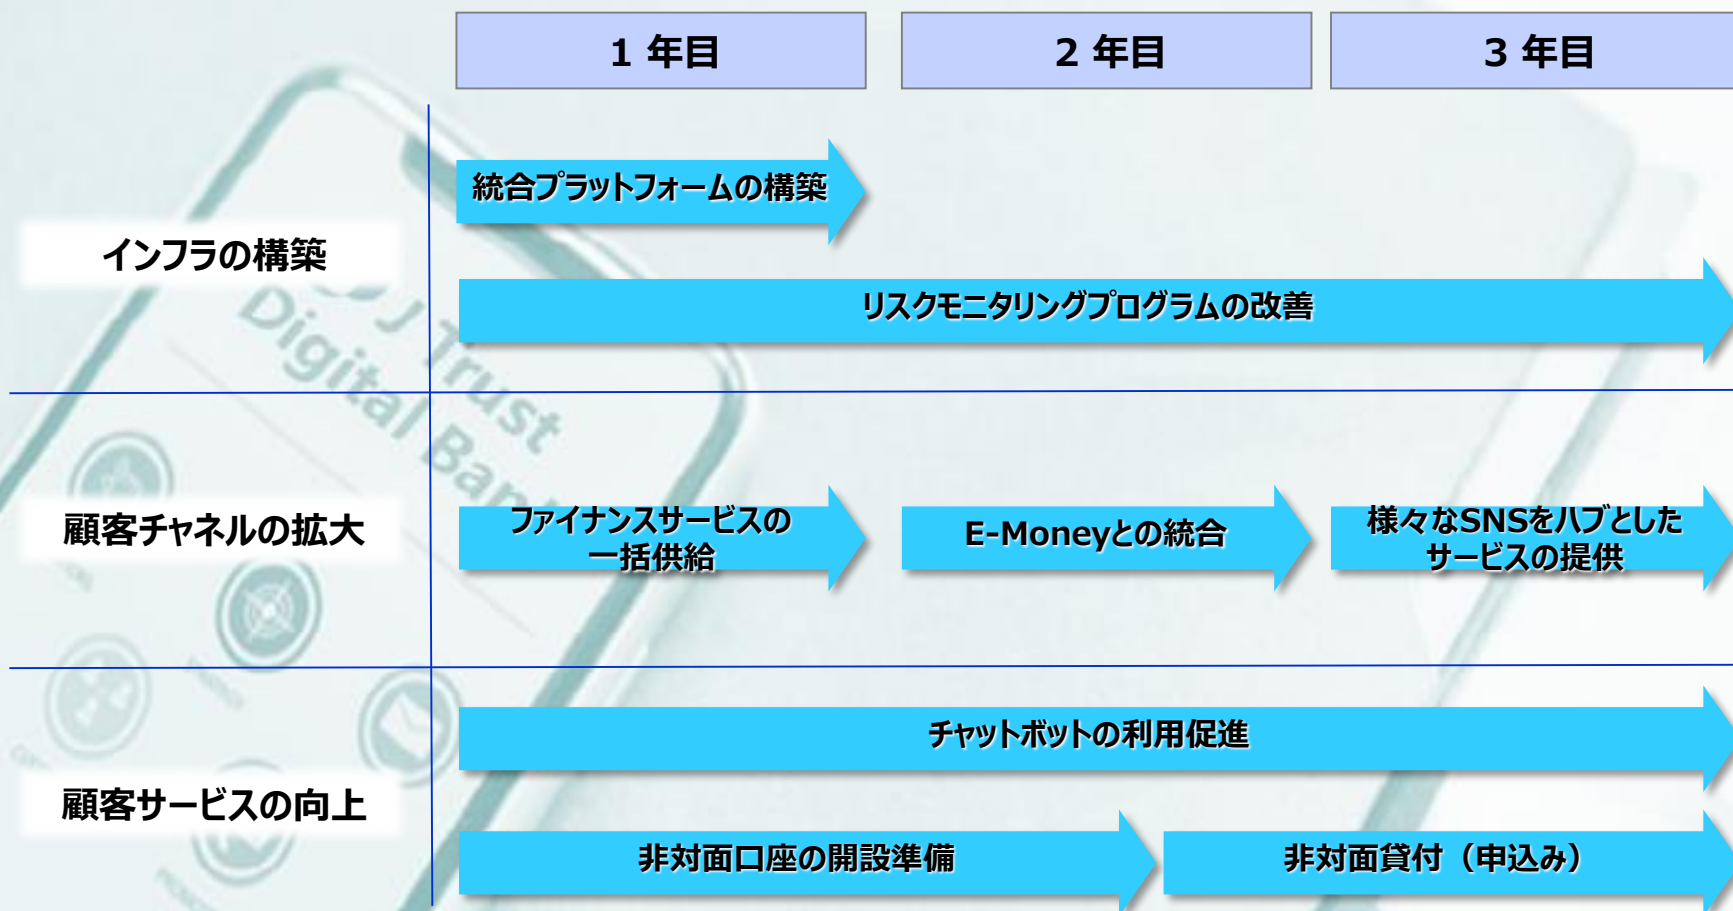 1 年目
2 年目
3 年目
統合プラットフォームの構築
インフラの構築
リスクモニタリングプログラムの改善
J Trust
Digital Bank
顧客チャネルの拡大
ファイナンスサービスの
一括供給
E-Moneyとの統合
様々なSNSをハブとした
サービスの提供
チャットボットの利用促進
顧客サービスの向上
非対面口座の開設準備
非対面貸付（申込み）